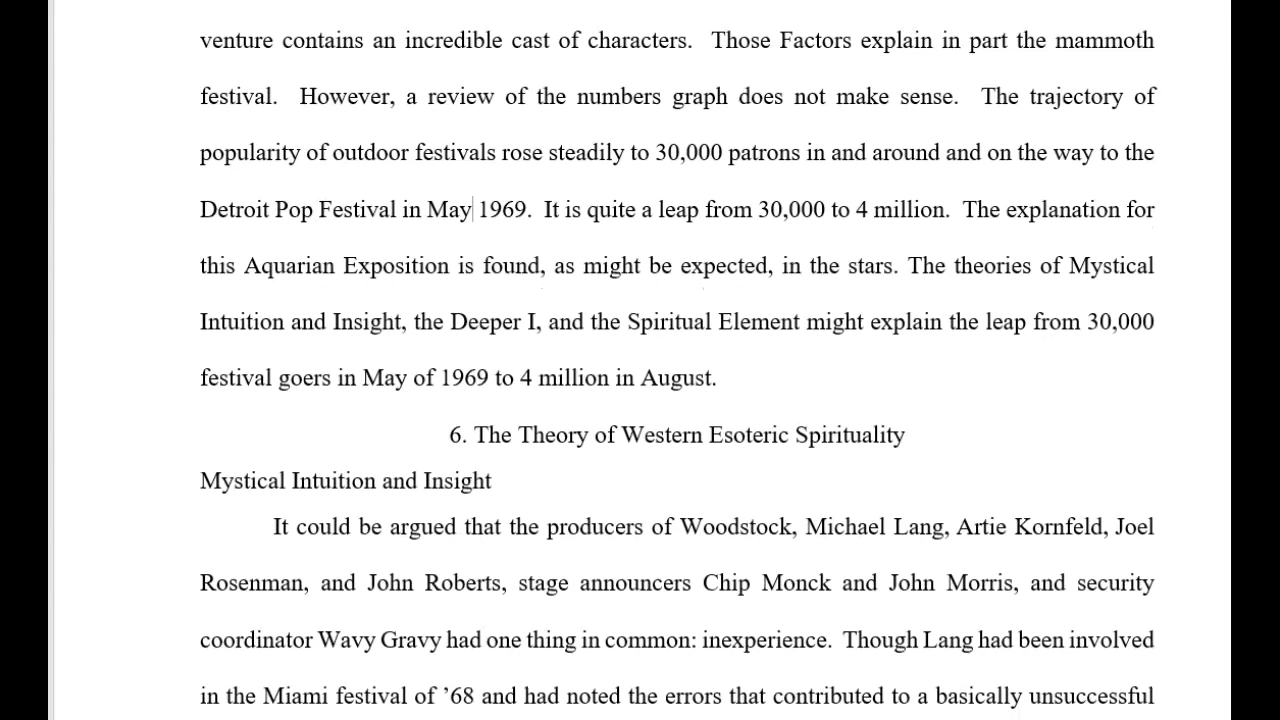 venture contains an incredible cast of characters.  Those Factors explain in part the mammoth
festival.  However, a review of the numbers graph does not make sense.  The trajectory of
popularity of outdoor festivals rose steadily to 30,000 patrons in and around and on the way to the
Detroit Pop Festival in May 1969.  It is quite a leap from 30,000 to 4 million.  The explanation for
this Aquarian Exposition is found, as might be expected, in the stars. The theories of Mystical
Intuition and Insight, the Deeper I, and the Spiritual Element might explain the leap from 30,000
festival goers in May of 1969 to 4 million in August.
6. The Theory of Western Esoteric Spirituality
Mystical Intuition and Insight
It could be argued that the producers of Woodstock, Michael Lang, Artie Kornfeld, Joel
Rosenman, and John Roberts, stage announcers Chip Monck and John Morris, and security
coordinator Wavy Gravy had one thing in common: inexperience.  Though Lang had been involved
in the Miami festival of ’68 and had noted the errors that contributed to a basically unsuccessful